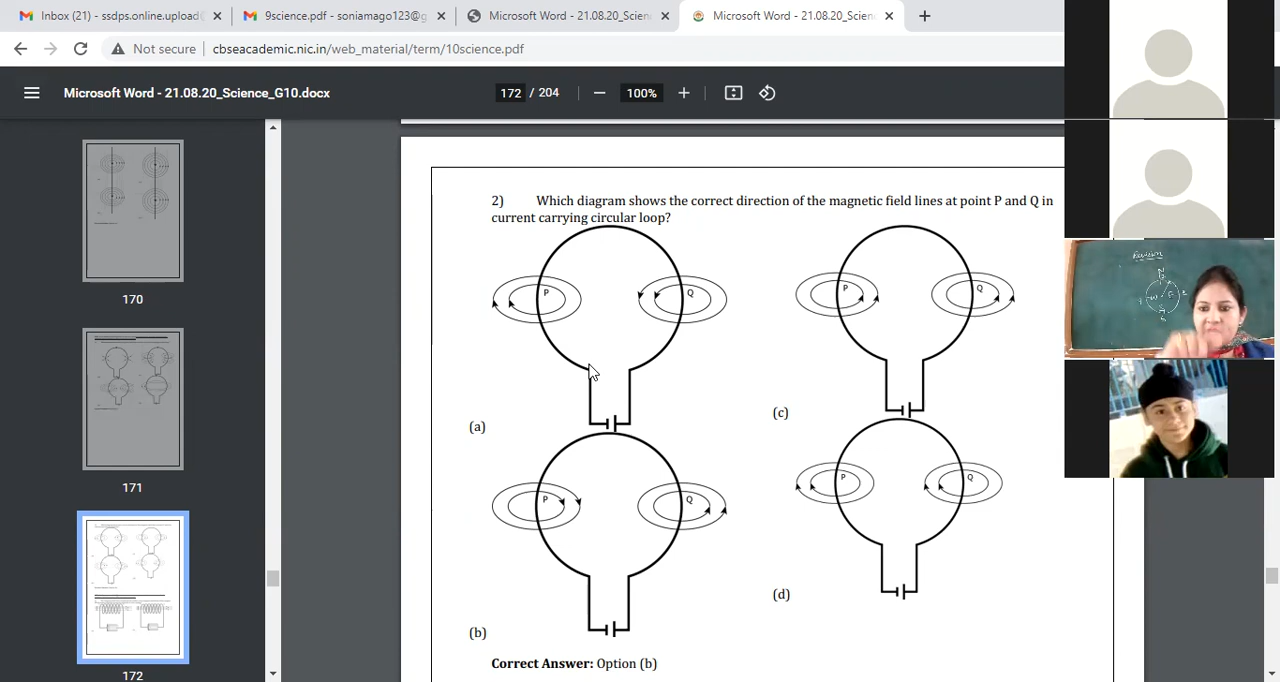 Inbox (21) - ssdps.online.upload
9science.pdf - soniamago123@g
Microsoft Word - 21.08.20_Scien
Microsoft Word - 21.08.20_Scien
Not secure
cbseacademic.nic.in/web_material/term/10science.pdf
Microsoft Word - 21.08.20_Science_G10.docx
172 / 204
100%
170
171
172
2) Which diagram shows the correct direction of the magnetic field lines at point P and Q in
current carrying circular loop?
P
Q
P
Q
(a)
(c)
P
Q
P
Q
(b)
(d)
Correct Answer: Option (b)